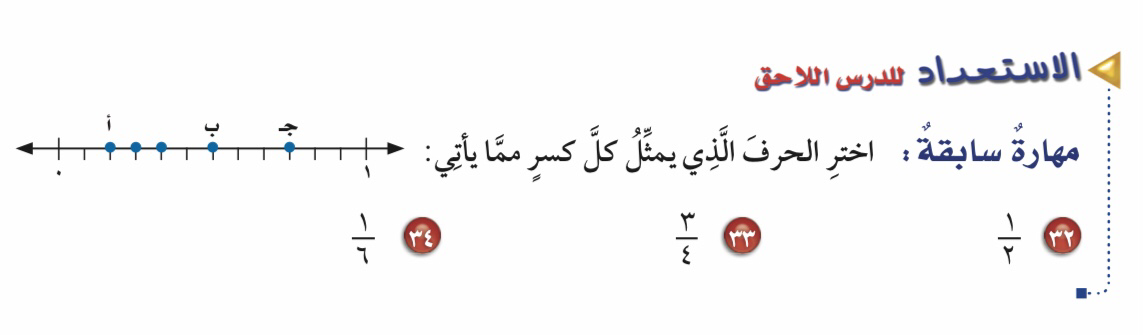 الاستعداد للدرس اللاحق
مهارةٌ سابقةٌ : اخترِ الحرفَ الَّذِي يمثِّلُ كلَّ كسرٍ ممَّا يأتِي:
أ ب جـ
٠ ١
٣٢ ١/٢ ٣٣ ٣/٤ ٣٤ ١/٦